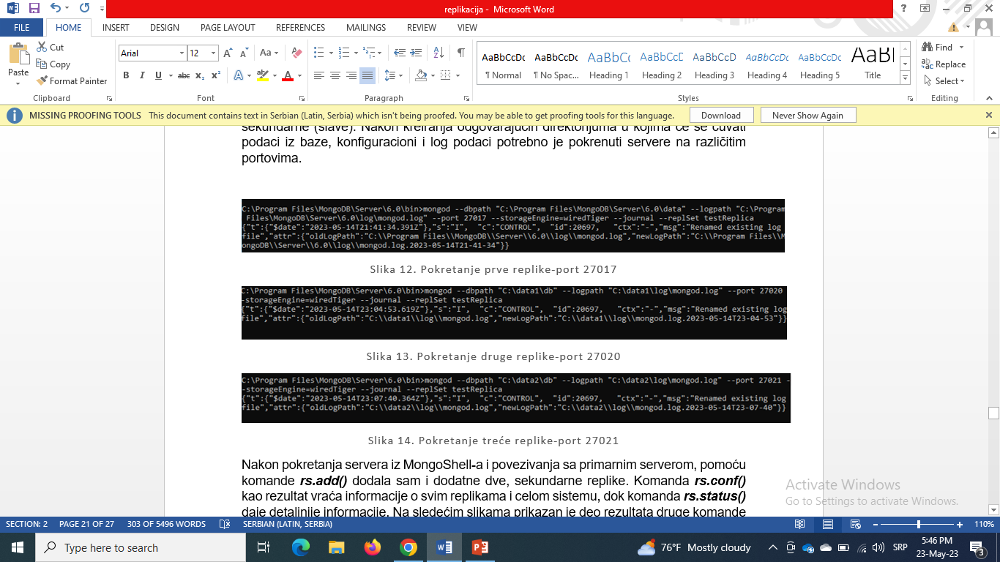 replikacija - Microsoft Word
FILE HOME INSERT DESIGN PAGE LAYOUT REFERENCES MAILINGS REVIEW VIEW
Paste
Cut
Copy
Format Painter
Clipboard
Arial 12
Font
Paragraph
AaBbCcDc AaBbCcDc AaBbCc AaBbCcD AaBbCcD AaBbCcDc AaBbCcDc AaBl
¶ Normal ¶ No Spac... Heading 1 Heading 2 Heading 3 Heading 4 Heading 5 Title
Styles
Find
Replace
Select
Editing
MISSING PROOFING TOOLS This document contains text in Serbian (Latin, Serbia) which isn't being proofed. You may be able to get proofing tools for this language. Download Never Show Again
sekundarne (slave). Nakon kreiranja odgovarajućih direktorijuma u kojima će se čuvati
podaci iz baze, konfiguracioni i log podaci potrebno je pokrenuti servere na različitim
portovima.
C:\Program Files\MongoDB\Server\6.0\bin>mongod --dbpath "C:\Program Files\MongoDB\Server\6.0\data" --logpath "C:\Program
Files\MongoDB\Server\6.0\log\mongod.log" --port 27017 --storageEngine=wiredTiger --journal --replSet testReplica
{"t":{"$date":"2023-05-14T21:41:34.391Z"},"s":"I", "c":"CONTROL", "id":20697, "ctx":"-","msg":"Renamed existing log
file","attr":{"oldLogPath":"C:\\Program Files\\MongoDB\\Server\\6.0\\log\\mongod.log","newLogPath":"C:\\Program Files\\M
ongoDB\\Server\\6.0\\log\\mongod.log.2023-05-14T21-41-34"}}
Slika 12. Pokretanje prve replike-port 27017
C:\Program Files\MongoDB\Server\6.0\bin>mongod --dbpath "C:\data1\db" --logpath "C:\data1\log\mongod.log" --port 27020
-storageEngine=wiredTiger --journal --replSet testReplica
{"t":{"$date":"2023-05-14T23:04:53.619Z"},"s":"I", "c":"CONTROL", "id":20697, "ctx":"-","msg":"Renamed existing log
file","attr":{"oldLogPath":"C:\\data1\\log\\mongod.log","newLogPath":"C:\\data1\\log\\mongod.log.2023-05-14T23-04-53"}}
Slika 13. Pokretanje druge replike-port 27020
C:\Program Files\MongoDB\Server\6.0\bin>mongod --dbpath "C:\data2\db" --logpath "C:\data2\log\mongod.log" --port 27021 -
-storageEngine=wiredTiger --journal --replSet testReplica
{"t":{"$date":"2023-05-14T23:07:40.364Z"},"s":"I", "c":"CONTROL", "id":20697, "ctx":"-","msg":"Renamed existing log
file","attr":{"oldLogPath":"C:\\data2\\log\\mongod.log","newLogPath":"C:\\data2\\log\\mongod.log.2023-05-14T23-07-40"}}
Slika 14. Pokretanje treće replike-port 27021
Nakon pokretanja servera iz MongoShell-a i povezivanja sa primarnim serverom, pomoću
komande rs.add() dodala sam i dodatne dve, sekundarne replike. Komanda rs.conf()
kao rezultat vraća informacije o svim replikama i celom sistemu, dok komanda rs.status()
daje detaljnije informacije. Na sledećim slikama prikazan je deo rezultata druge komande
Activate Windows
Go to Settings to activate Windows.
SECTION: 2 PAGE 21 OF 27 303 OF 5496 WORDS SERBIAN (LATIN, SERBIA) 110%
Type here to search
76°F Mostly cloudy
SRP
5:46 PM
23-May-23
3